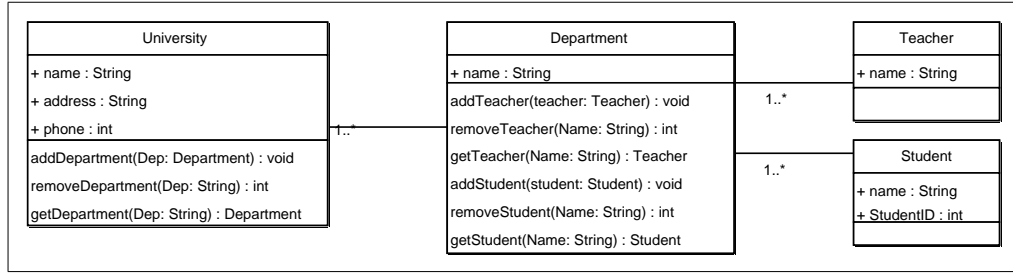 University
+ name : String
+ address : String
+ phone : int
addDepartment(Dep: Department) : void
removeDepartment(Dep: String) : int
getDepartment(Dep: String) : Department
1..*
Department
+ name : String
addTeacher(teacher: Teacher) : void
removeTeacher(Name: String) : int
getTeacher(Name: String) : Teacher
addStudent(student: Student) : void
removeStudent(Name: String) : int
getStudent(Name: String) : Student
1..*
1..*
Teacher
+ name : String
Student
+ name : String
+ StudentID : int